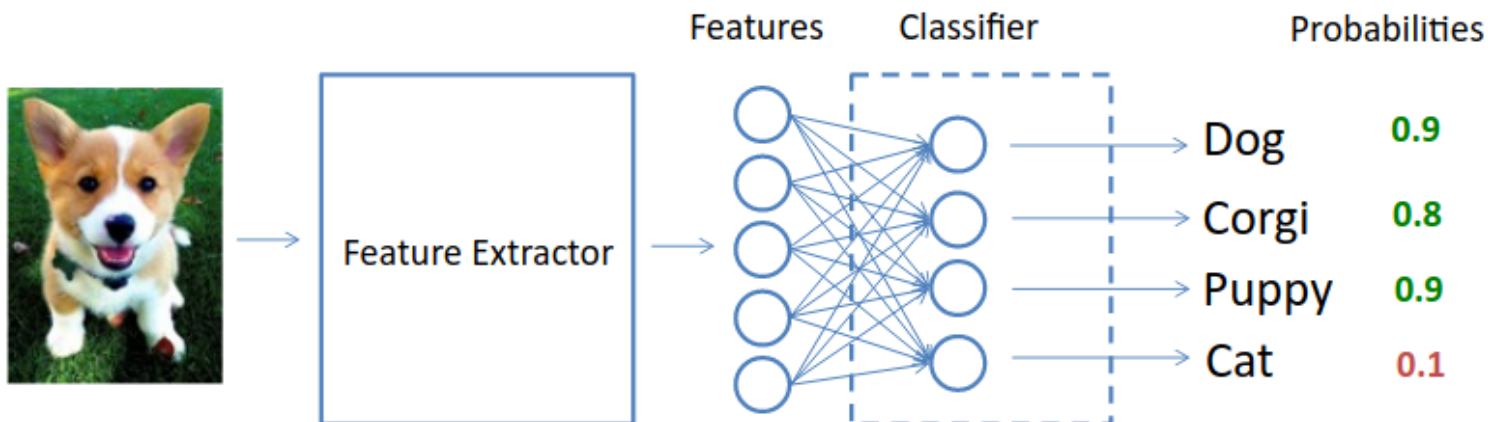 Features Classifier Probabilities
Feature Extractor
Dog 0.9
Corgi 0.8
Puppy 0.9
Cat 0.1